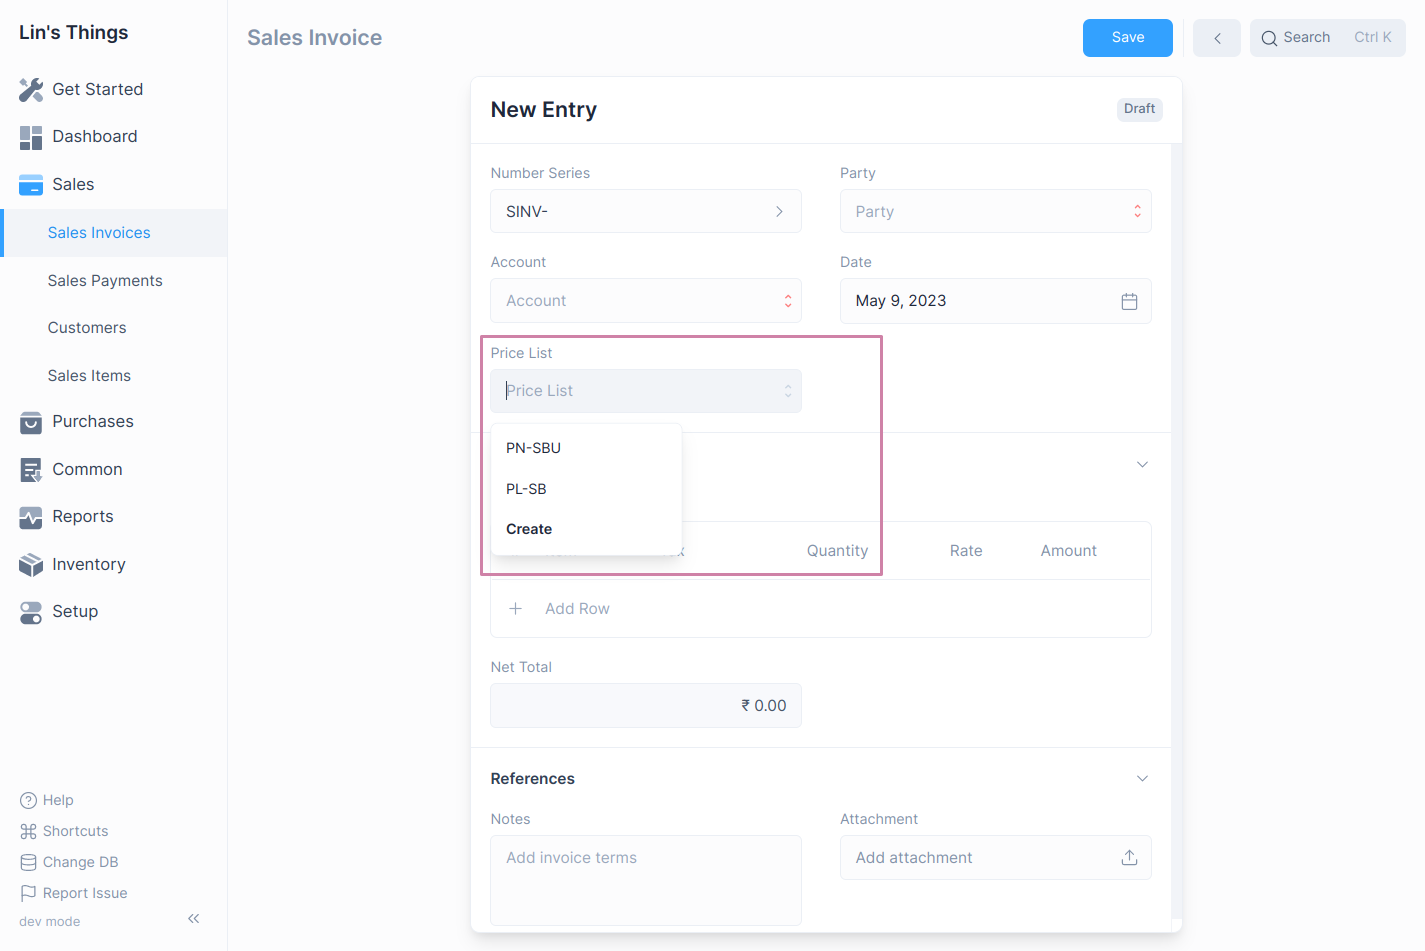 Lin's Things
Get Started
Dashboard
Sales
Sales Invoices
Sales Payments
Customers
Sales Items
Purchases
Common
Reports
Inventory
Setup
Help
Shortcuts
Change DB
Report Issue
dev mode
Sales Invoice
Save
Search Ctrl K
New Entry
Draft
Number Series Party
SINV- Party
Account Date
Account May 9, 2023
Price List
Price List
PN-SBU
PL-SB
Create
Quantity Rate Amount
Add Row
Net Total
₹ 0.00
References
Notes Attachment
Add invoice terms Add attachment